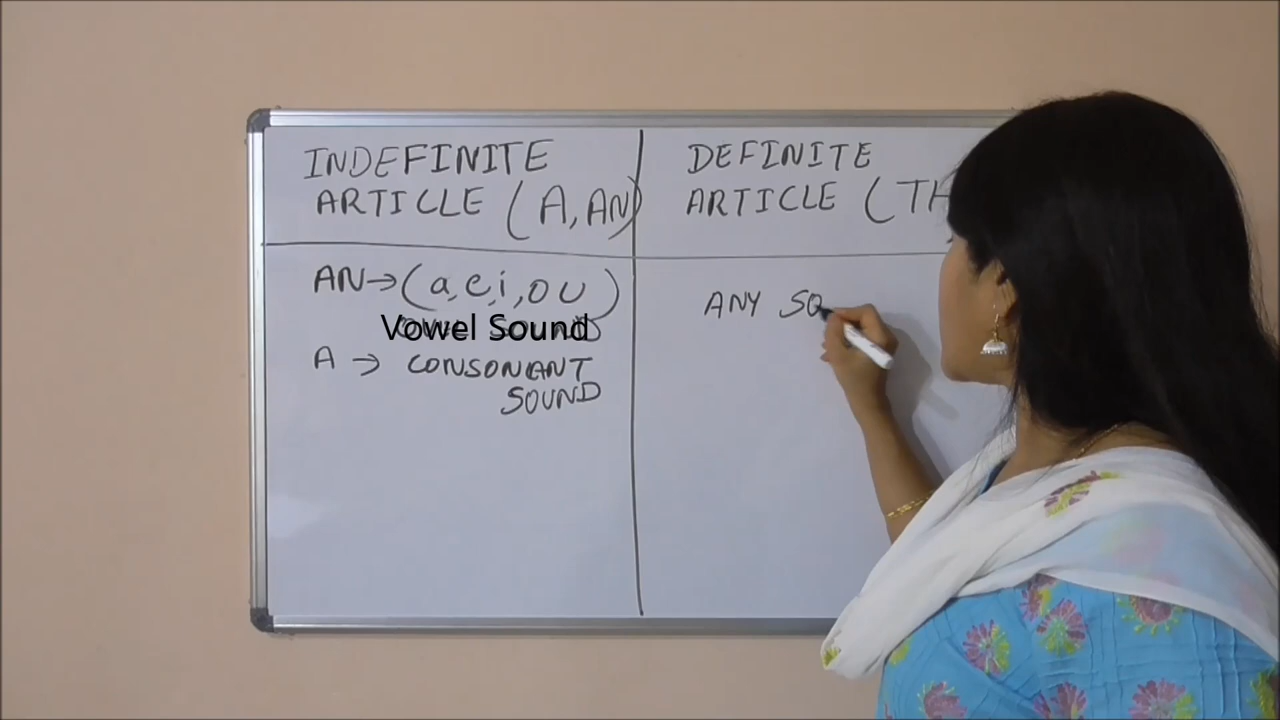 INDEFINITE
ARTICLE (A, AN)
AN→(a,e,i,o u)
Vowel Sound
A → CONSONANT
SOUND
DEFINITE
ARTICLE (TH
ANY SO